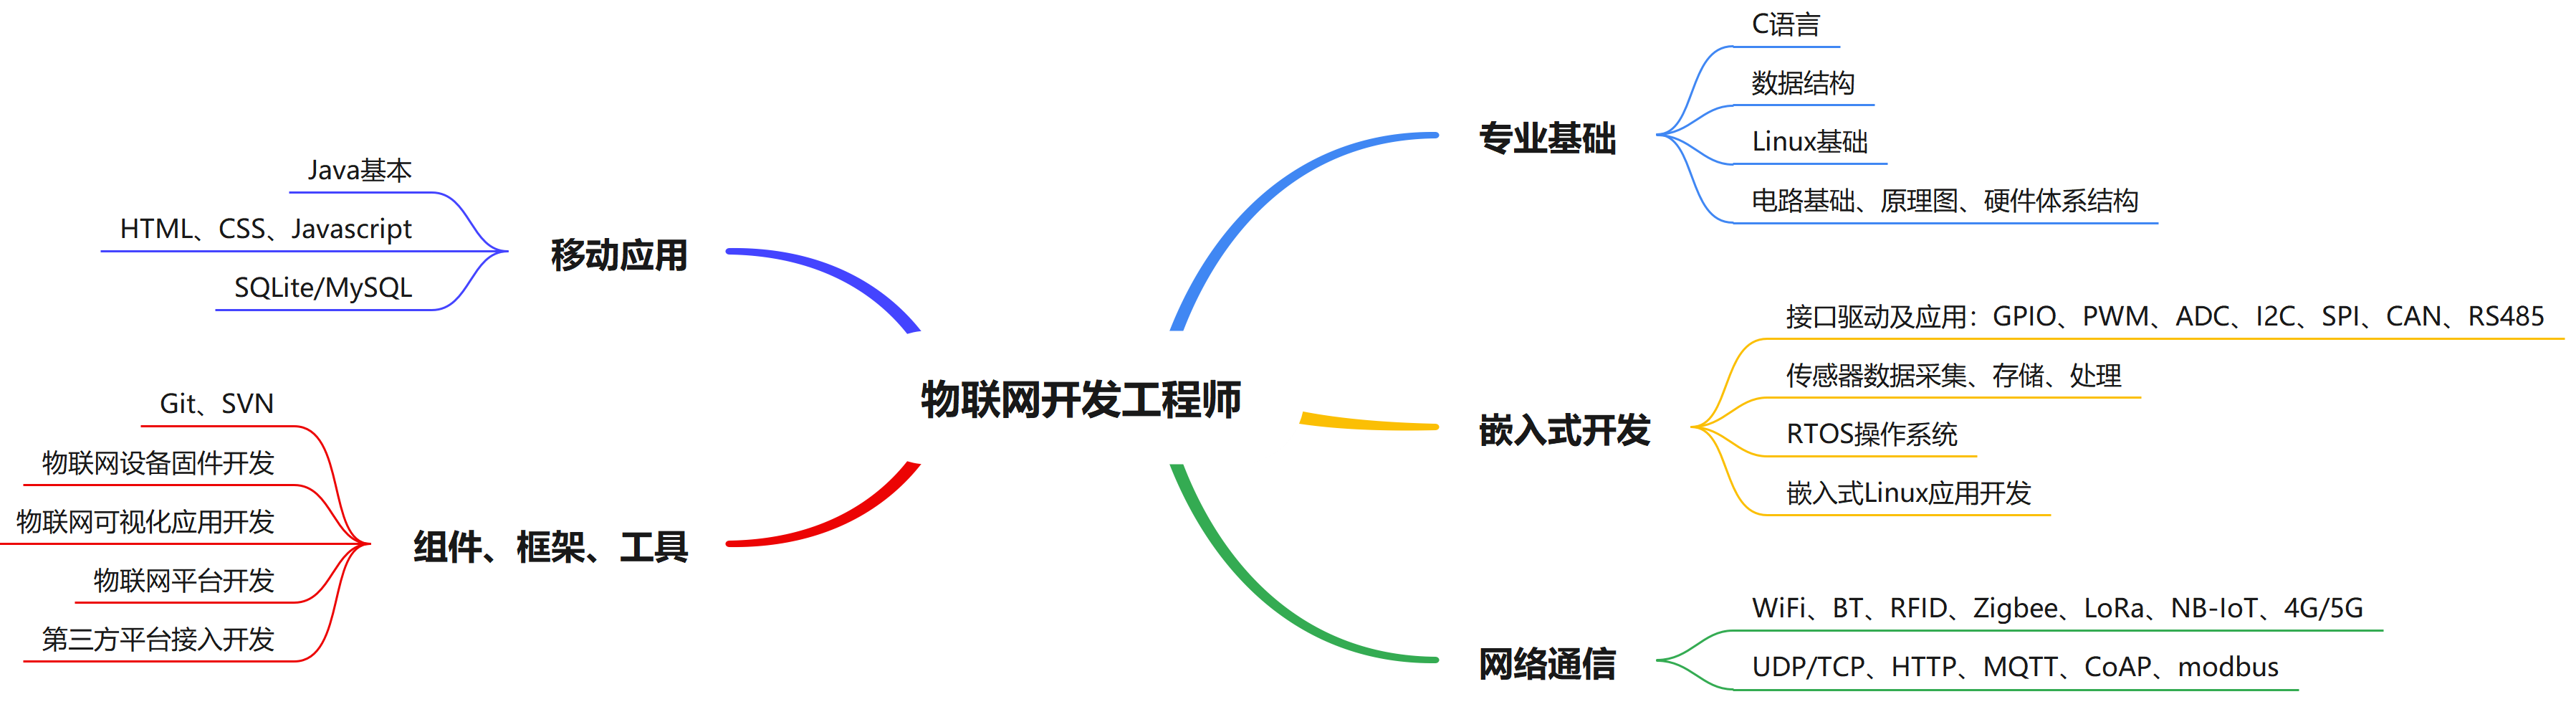 物联网开发工程师
专业基础
C语言
数据结构
Linux基础
电路基础、原理图、硬件体系结构
嵌入式开发
接口驱动及应用：GPIO、PWM、ADC、I2C、SPI、CAN、RS485
传感器数据采集、存储、处理
RTOS操作系统
嵌入式Linux应用开发
网络通信
WiFi、BT、RFID、Zigbee、LoRa、NB-IoT、4G/5G
UDP/TCP、HTTP、MQTT、CoAP、modbus
移动应用
Java基本
HTML、CSS、Javascript
SQLite/MySQL
组件、框架、工具
Git、SVN
物联网设备固件开发
物联网可视化应用开发
物联网平台开发
第三方平台接入开发